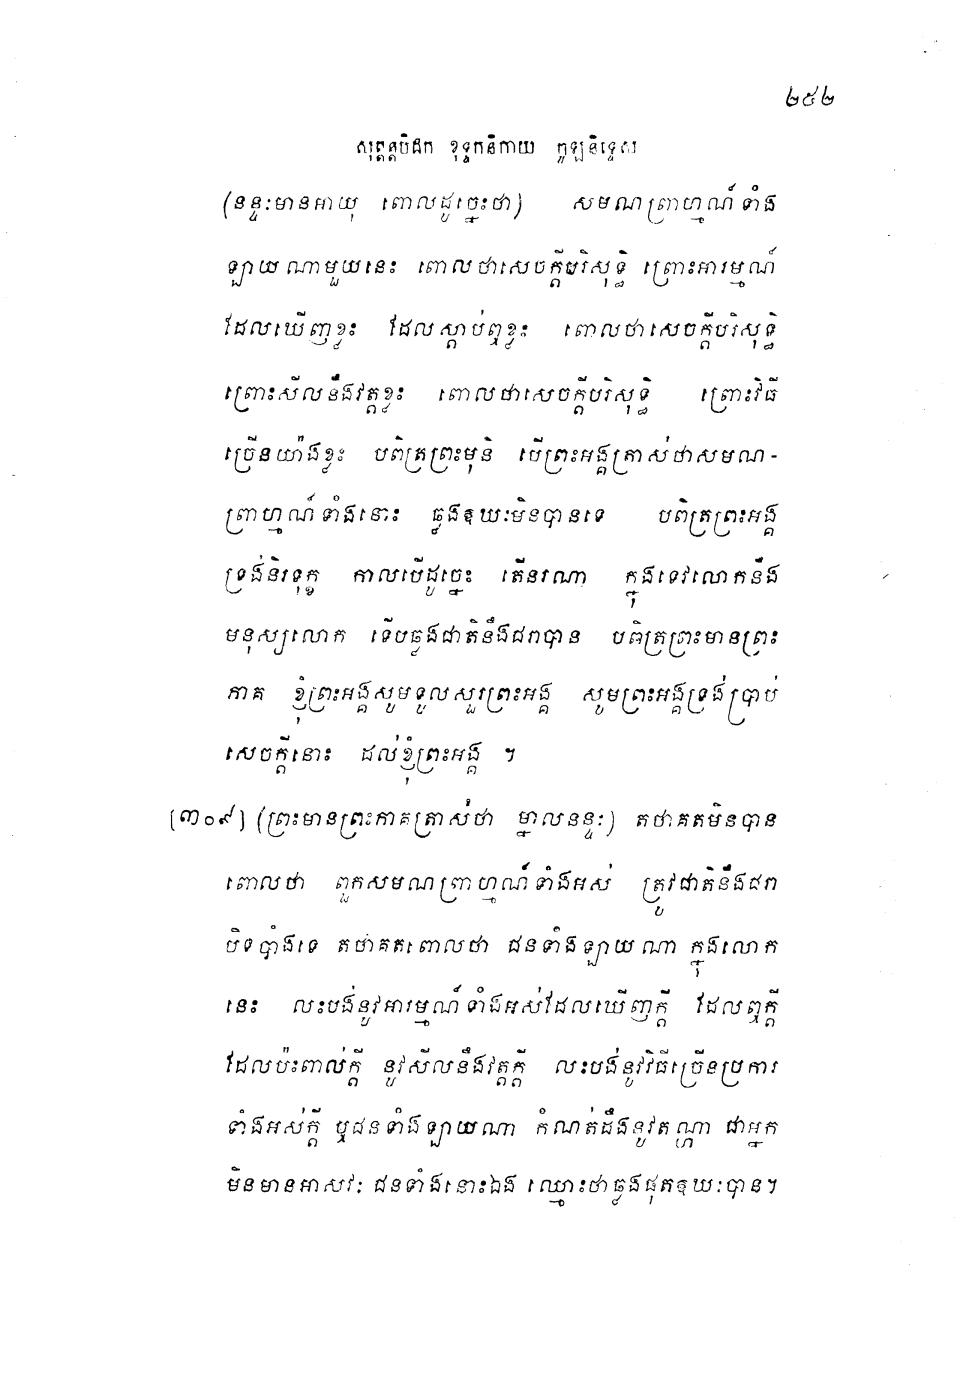 ២៥២
សុត្តន្តបិដក ខុទ្ទកនិកាយ ចូឡនិទ្ទេស
(នន្ទៈមានអាយុ ពោលដូច្នេះថា) សមណព្រាហ្មណ៍ទាំង
ឡាយណាមួយនេះ ពោលថាសេចក្តីបរិសុទ្ធិ ព្រោះអារម្មណ៍
ដែលឃើញខ្លះ ដែលស្តាប់ឮខ្លះ ពោលថាសេចក្តីបរិសុទ្ធិ
ព្រោះសីលនឹងវត្តខ្លះ ពោលថាសេចក្តីបរិសុទ្ធិ ព្រោះវិធី
ច្រើនយ៉ាងខ្លះ បពិត្រព្រះមុនិ បើព្រះអង្គត្រាស់ថាសមណ-
ព្រាហ្មណ៍ទាំងនោះ ឆ្លងឱឃៈមិនបានទេ បពិត្រព្រះអង្គ
ទ្រង់និរទុក្ខ កាលបើដូច្នេះ តើនរណា ក្នុងទេវលោកនឹង
មនុស្សលោក ទើបឆ្លងជាតិនឹងជរាបាន បពិត្រព្រះមានព្រះ
ភាគ ខ្ញុំព្រះអង្គសូមទូលសួរព្រះអង្គ សូមព្រះអង្គទ្រង់ប្រាប់
សេចក្តីនោះ ដល់ខ្ញុំព្រះអង្គ ។
[៣០៩] (ព្រះមានព្រះភាគត្រាស់ថា ម្នាលនន្ទៈ) តថាគតមិនបាន
ពោលថា ពួកសមណព្រាហ្មណ៍ទាំងអស់ ត្រូវជាតិនឹងជរា
បិទបាំងទេ តថាគតពោលថា ជនទាំងឡាយណា ក្នុងលោក
នេះ លះបង់នូវអារម្មណ៍ទាំងអស់ដែលឃើញក្តី ដែលឮក្តី
ដែលប៉ះពាល់ក្តី នូវសីលនឹងវត្តក្តី លះបង់នូវវិធីច្រើនប្រការ
ទាំងអស់ក្តី ឬជនទាំងឡាយណា កំណត់ដឹងនូវតណ្ហា ជាអ្នក
មិនមានអាសវៈ ជនទាំងនោះឯង ឈ្មោះថាឆ្លងផុតឱឃៈបាន។